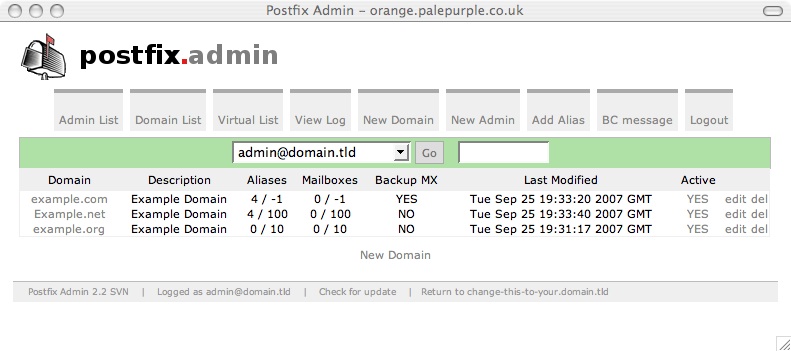 Postfix Admin – orange.palepurple.co.uk
postfix.admin
Admin List Domain List Virtual List View Log New Domain New Admin Add Alias BC message Logout
admin@domain.tld Go
Domain Description Aliases Mailboxes Backup MX Last Modified Active
example.com Example Domain 4 / -1 0 / -1 YES Tue Sep 25 19:33:20 2007 GMT YES edit del
Example.net Example Domain 4 / 100 0 / 100 NO Tue Sep 25 19:33:40 2007 GMT YES edit del
example.org Example Domain 0 / 10 0 / 10 NO Tue Sep 25 19:31:17 2007 GMT YES edit del
New Domain
Postfix Admin 2.2 SVN | Logged as admin@domain.tld | Check for update | Return to change-this-to-your.domain.tld